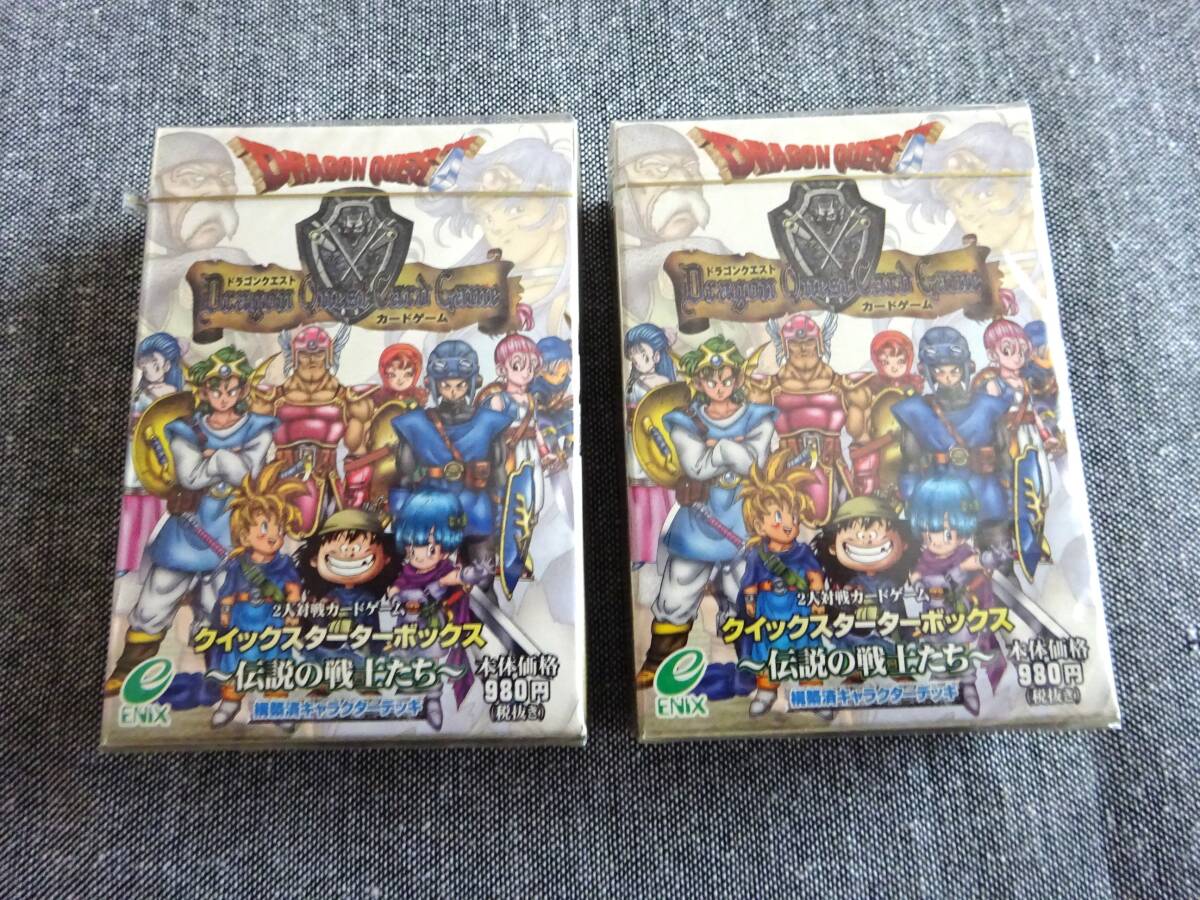 DRAGON QUEST
ドラゴンクエスト
Dragon Quest Card Game
カードゲーム
2人対戦カードゲーム
クイックスターターボックス
～伝説の戦士たち～
構築済キャラクターデッキ
本体価格
980円
(税抜き)
e
ENIX
DRAGON QUEST
ドラゴンクエスト
Dragon Quest Card Game
カードゲーム
2人対戦カードゲーム
クイックスターターボックス
～伝説の戦士たち～
構築済キャラクターデッキ
本体価格
980円
(税抜き)
e
ENIX